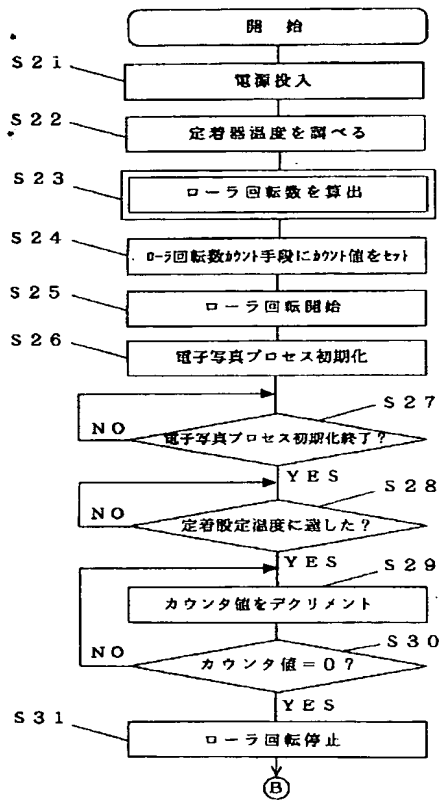 開 始
S21
電源投入
S22
定着器温度を調べる
S23
ローラ回転数を算出
S24
ﾛｰﾗ回転数ｶｳﾝﾄ手段にｶｳﾝﾄ値をｾｯﾄ
S25
ローラ回転開始
S26
電子写真プロセス初期化
S27
電子写真プロセス初期化終了?
NO
YES
S28
定着設定温度に達した?
NO
YES
S29
カウンタ値をデクリメント
S30
カウンタ値=0?
NO
YES
S31
ローラ回転停止
B